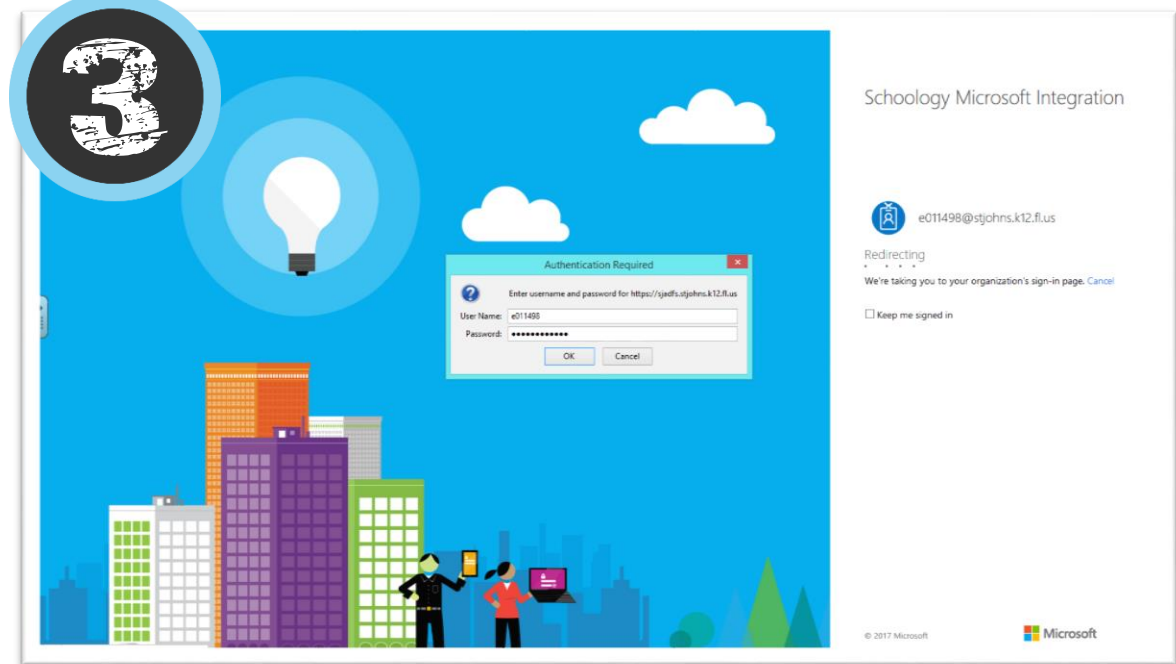 3
Schoology Microsoft Integration
e011498@stjohns.k12.fl.us
Redirecting
We're taking you to your organization's sign-in page. Cancel
Keep me signed in
Authentication Required
Enter username and password for https://sjadfs.stjohns.k12.fl.us
User Name: e011498
Password: ••••••••••••
OK Cancel
© 2017 Microsoft
Microsoft